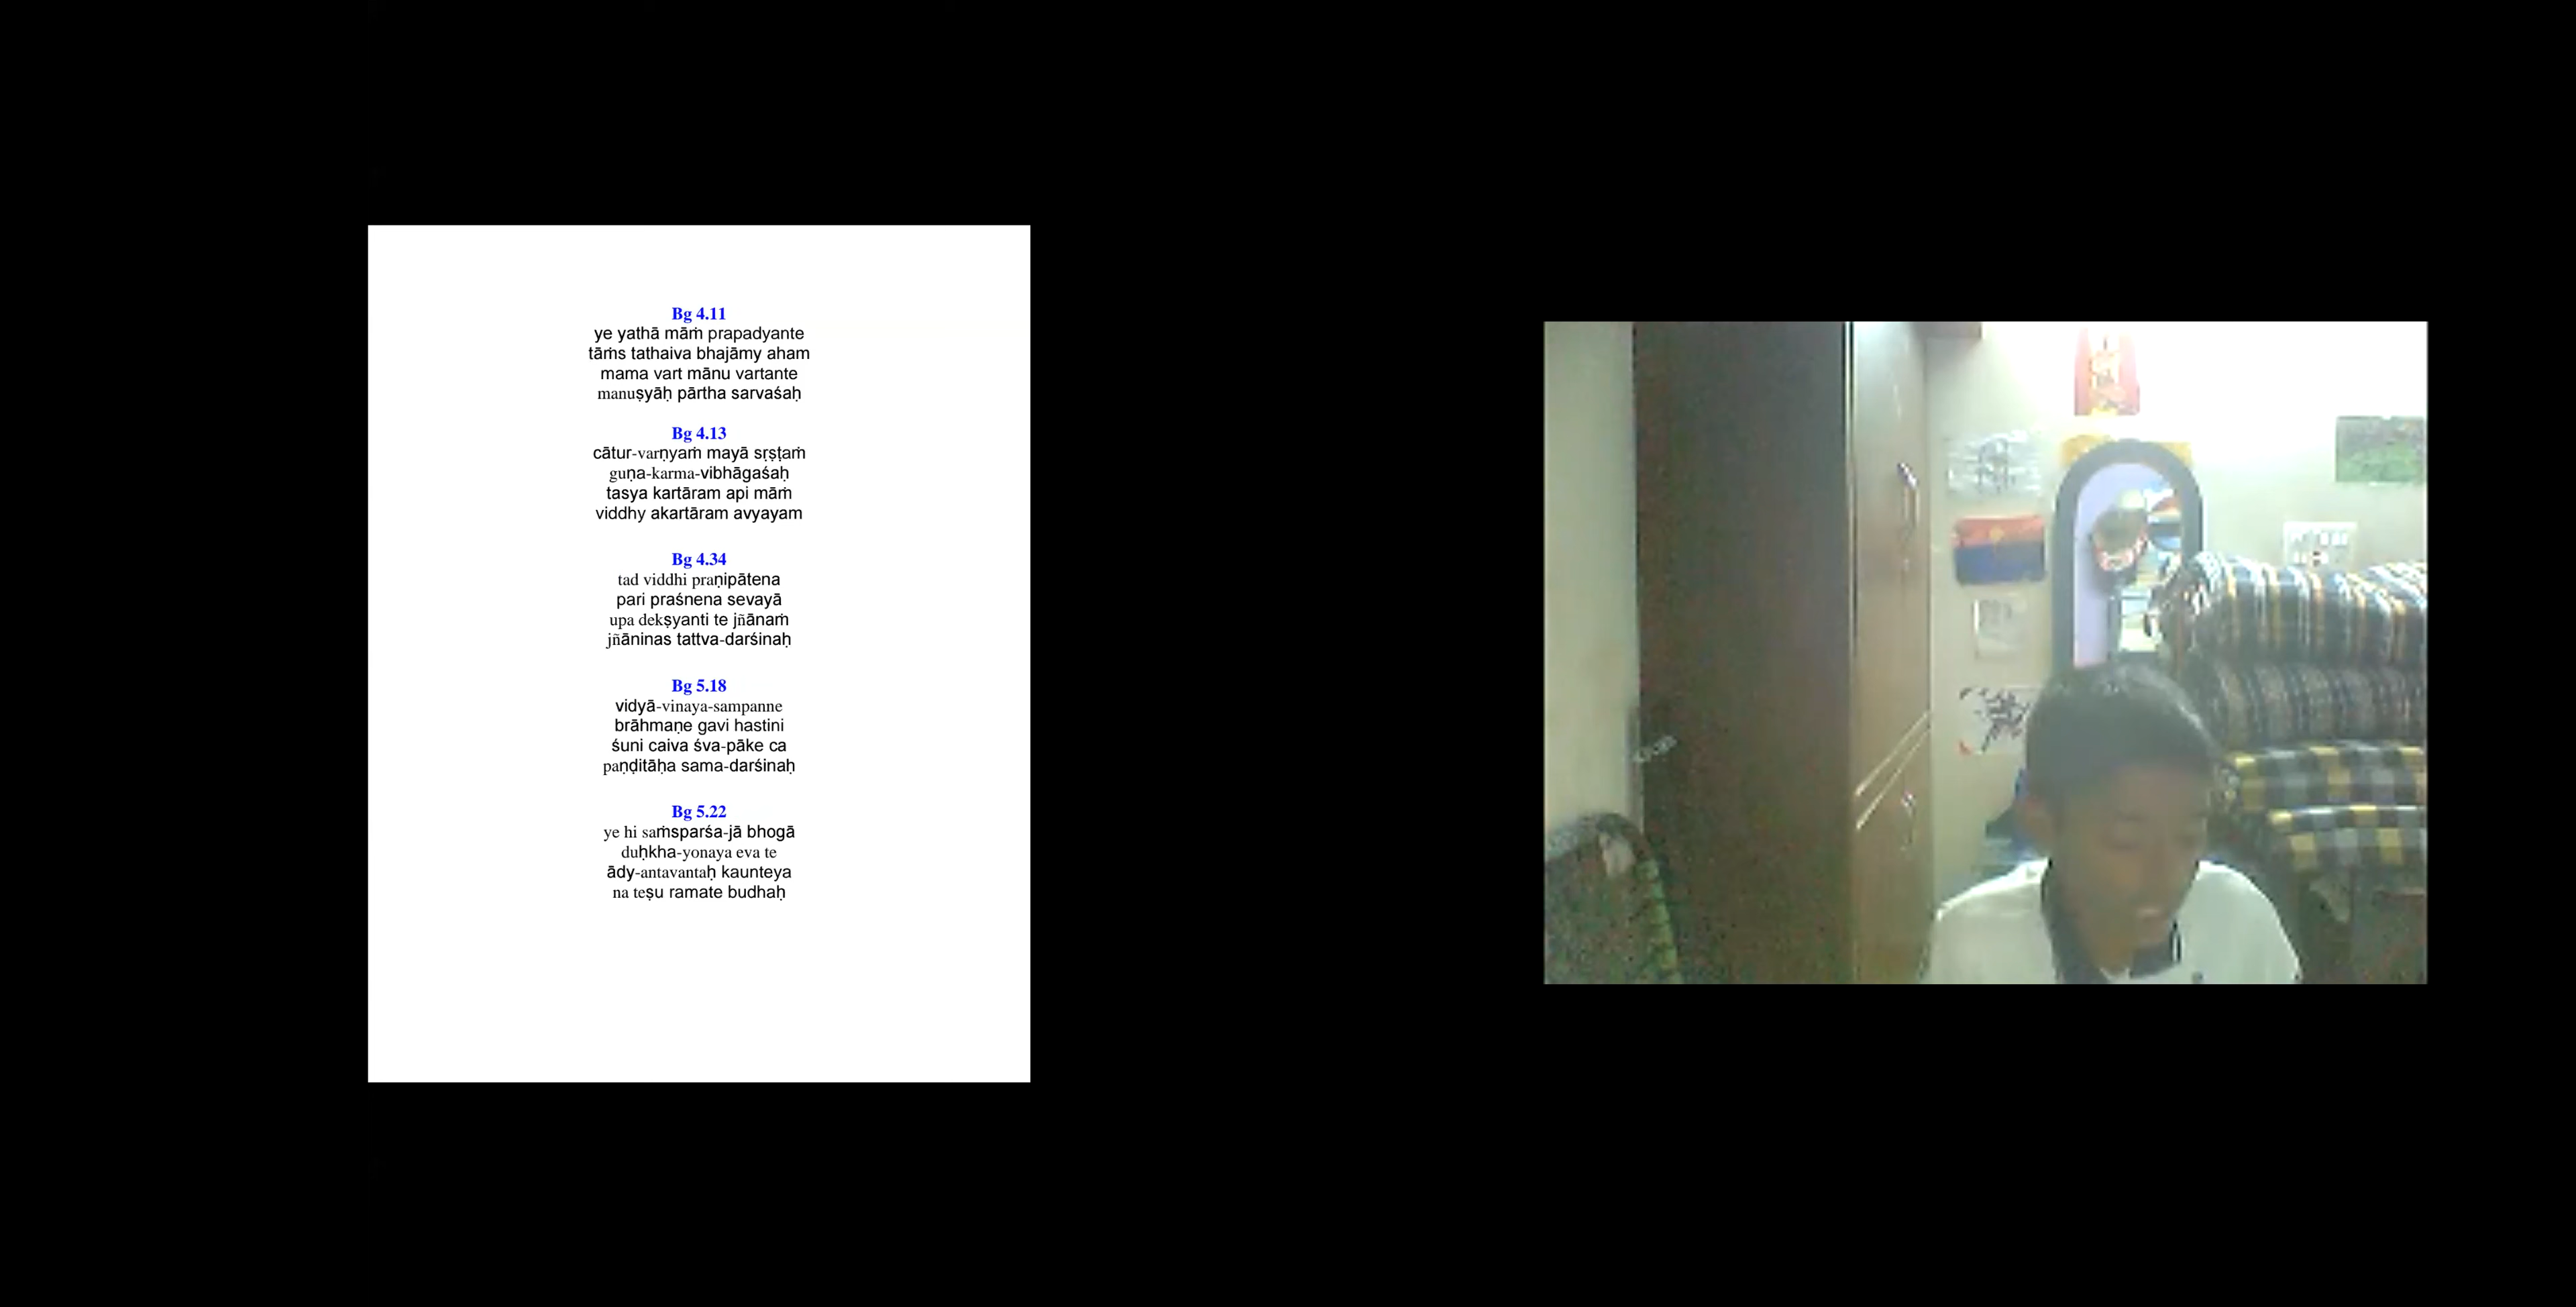 Bg 4.11
ye yathā māṁ prapadyante
tāṁs tathaiva bhajāmy aham
mama vart mānu vartante
manuṣyāḥ pārtha sarvaśaḥ
Bg 4.13
cātur-varṇyaṁ mayā sṛṣṭaṁ
guṇa-karma-vibhāgaśaḥ
tasya kartāram api māṁ
viddhy akartāram avyayam
Bg 4.34
tad viddhi praṇipātena
pari praśnena sevayā
upa dekṣyanti te jñānaṁ
jñāninas tattva-darśinaḥ
Bg 5.18
vidyā-vinaya-sampanne
brāhmaṇe gavi hastini
śuni caiva śva-pāke ca
paṇḍitāḥa sama-darśinaḥ
Bg 5.22
ye hi saṁsparśa-jā bhogā
duḥkha-yonaya eva te
ādy-antavantaḥ kaunteya
na teṣu ramate budhaḥ